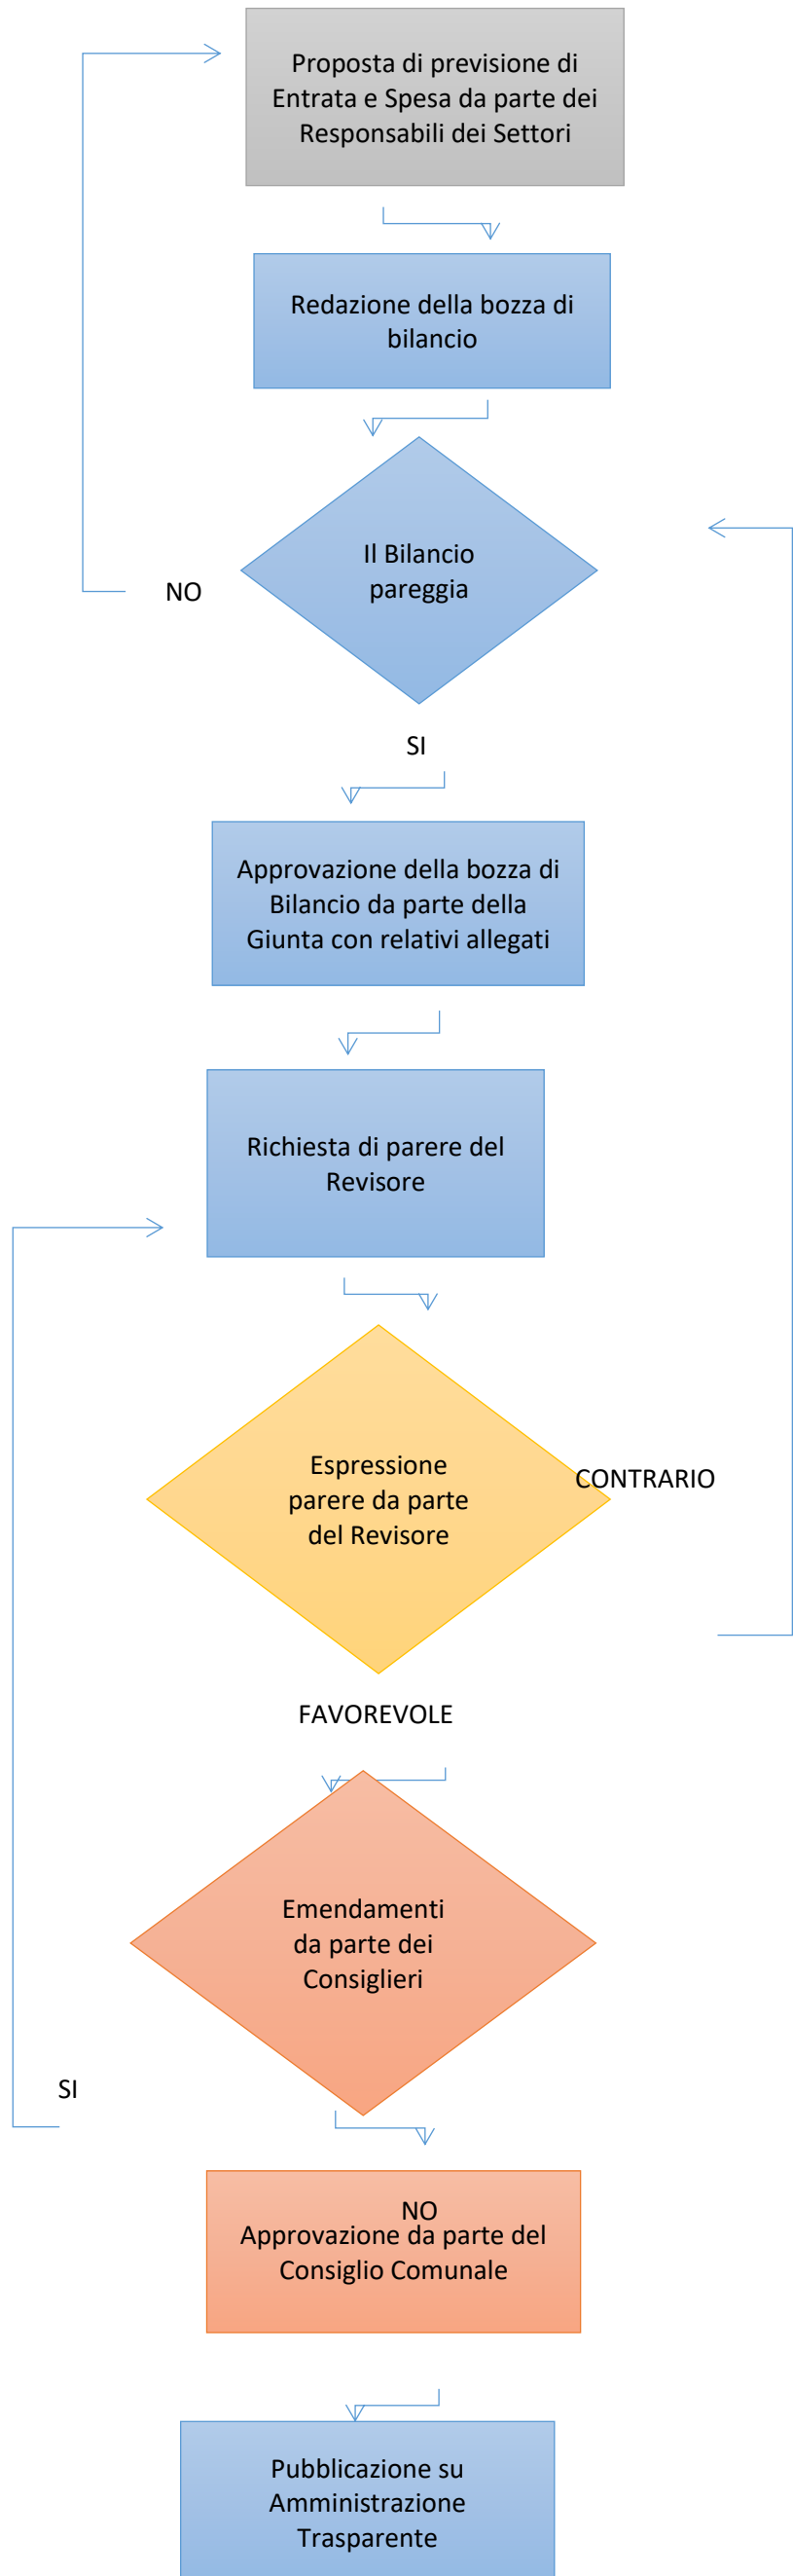 Proposta di previsione di
Entrata e Spesa da parte dei
Responsabili dei Settori
Redazione della bozza di
bilancio
Il Bilancio
pareggia
NO
SI
Approvazione della bozza di
Bilancio da parte della
Giunta con relativi allegati
Richiesta di parere del
Revisore
Espressione
parere da parte
del Revisore
CONTRARIO
FAVOREVOLE
Emendamenti
da parte dei
Consiglieri
SI
NO
Approvazione da parte del
Consiglio Comunale
Pubblicazione su
Amministrazione
Trasparente